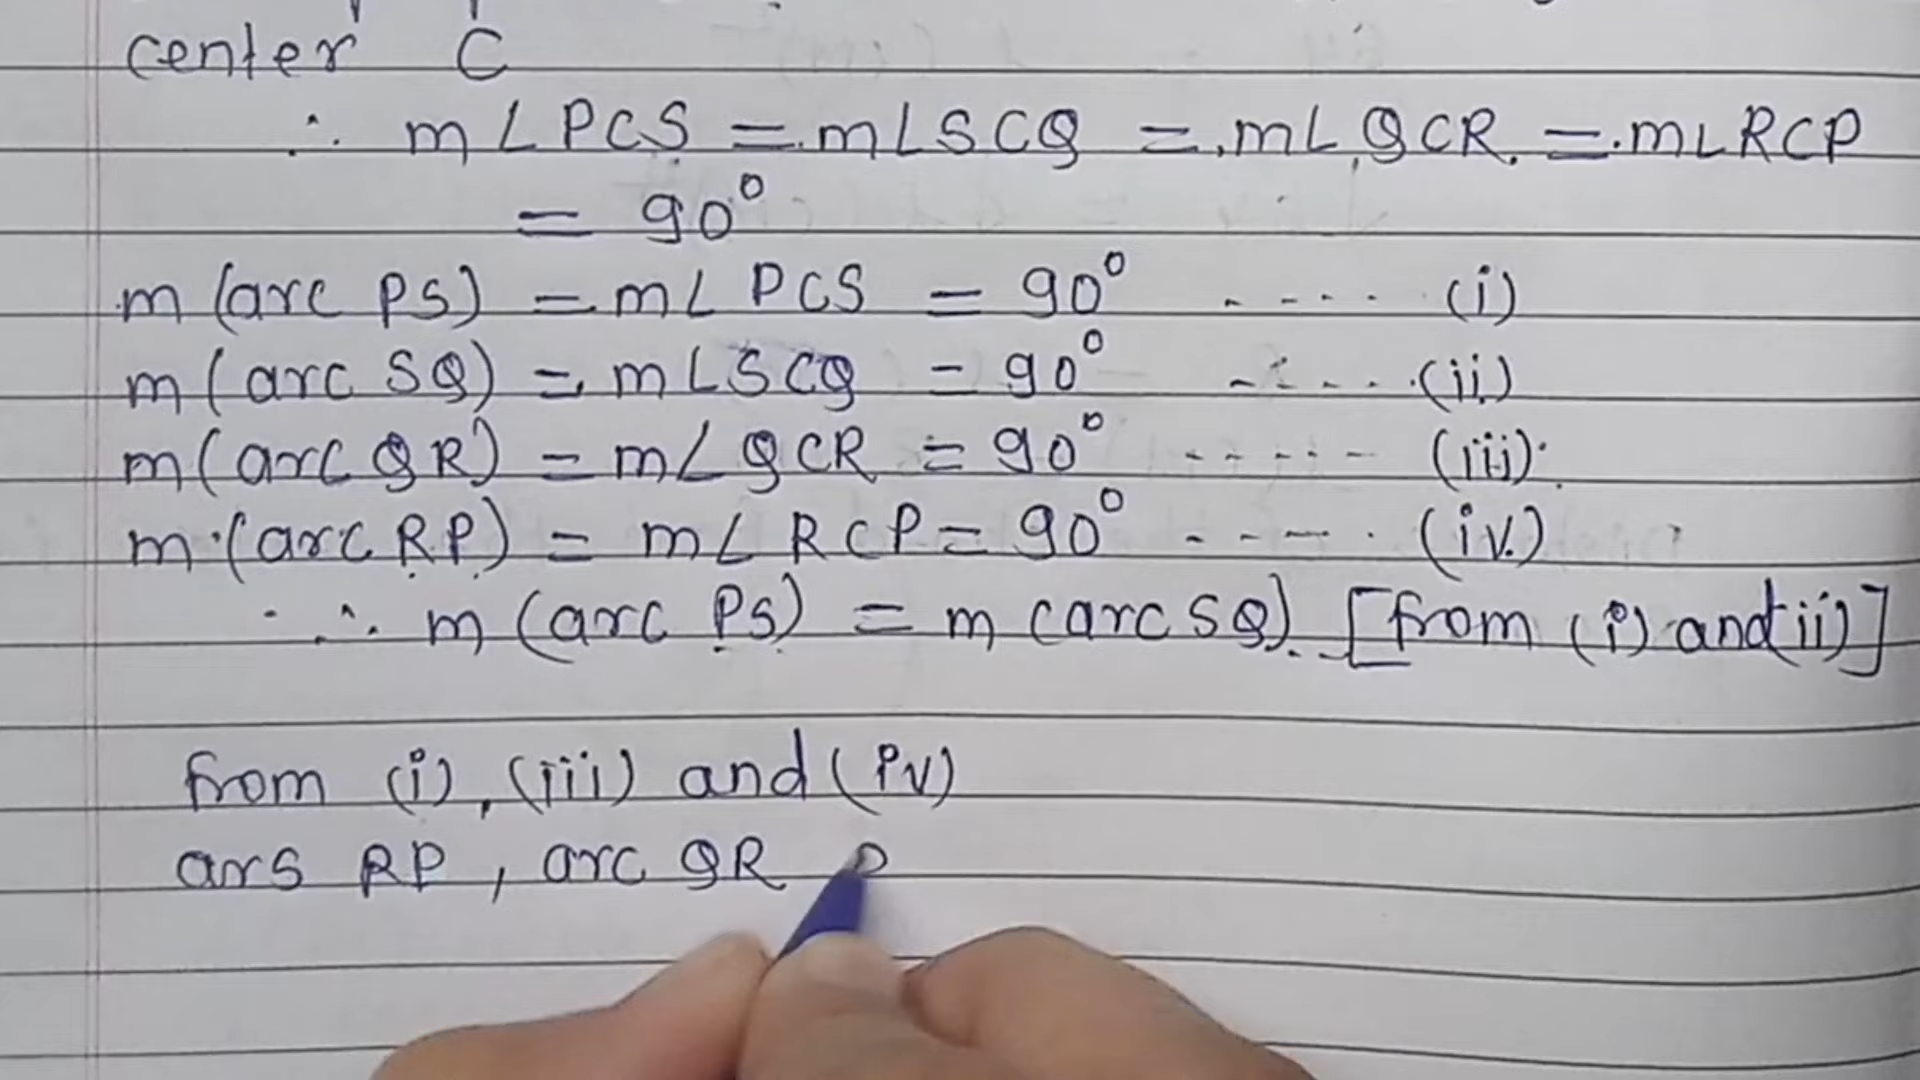 center C
∴ m∠PCS = m∠SCQ = m∠QCR = m∠RCP
= 90°
m (arc PS) = m∠ PCS = 90° ..... (i)
m (arc SQ) = m∠SCQ = 90° ..... (ii)
m (arc QR) = m∠QCR = 90° ...... (iii)
m (arc RP) = m∠ RCP = 90° ..... (iv)
∴ m (arc PS) = m (arc SQ) [from (i) and (ii)]
from (i), (iii) and (iv)
ars RP, arc QR